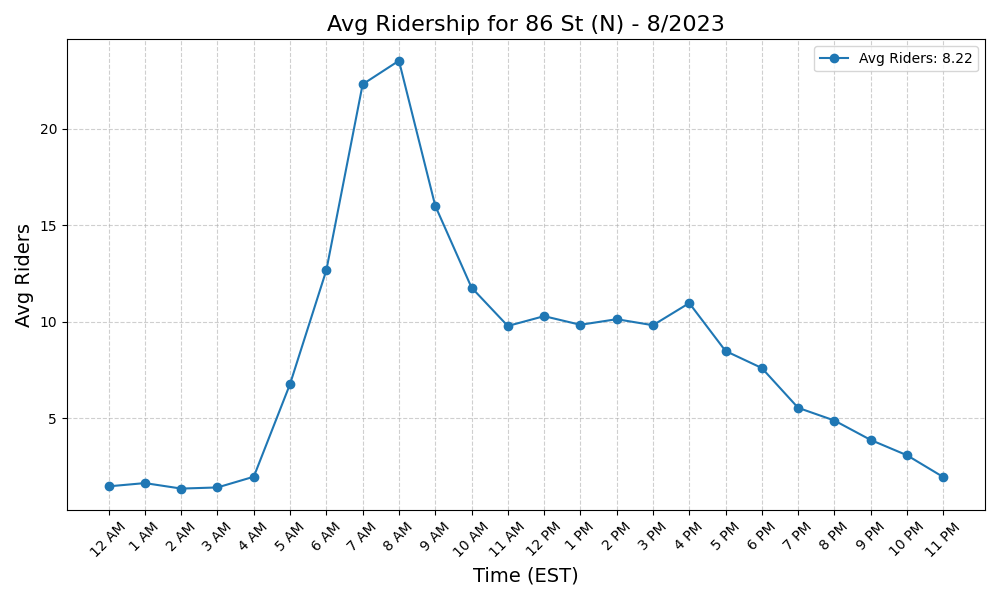 Avg Ridership for 86 St (N) - 8/2023
Avg Riders: 8.22
Avg Riders
20
15
10
5
12 AM
1 AM
2 AM
3 AM
4 AM
5 AM
6 AM
7 AM
8 AM
9 AM
10 AM
11 AM
12 PM
1 PM
2 PM
3 PM
4 PM
5 PM
6 PM
7 PM
8 PM
9 PM
10 PM
11 PM
Time (EST)